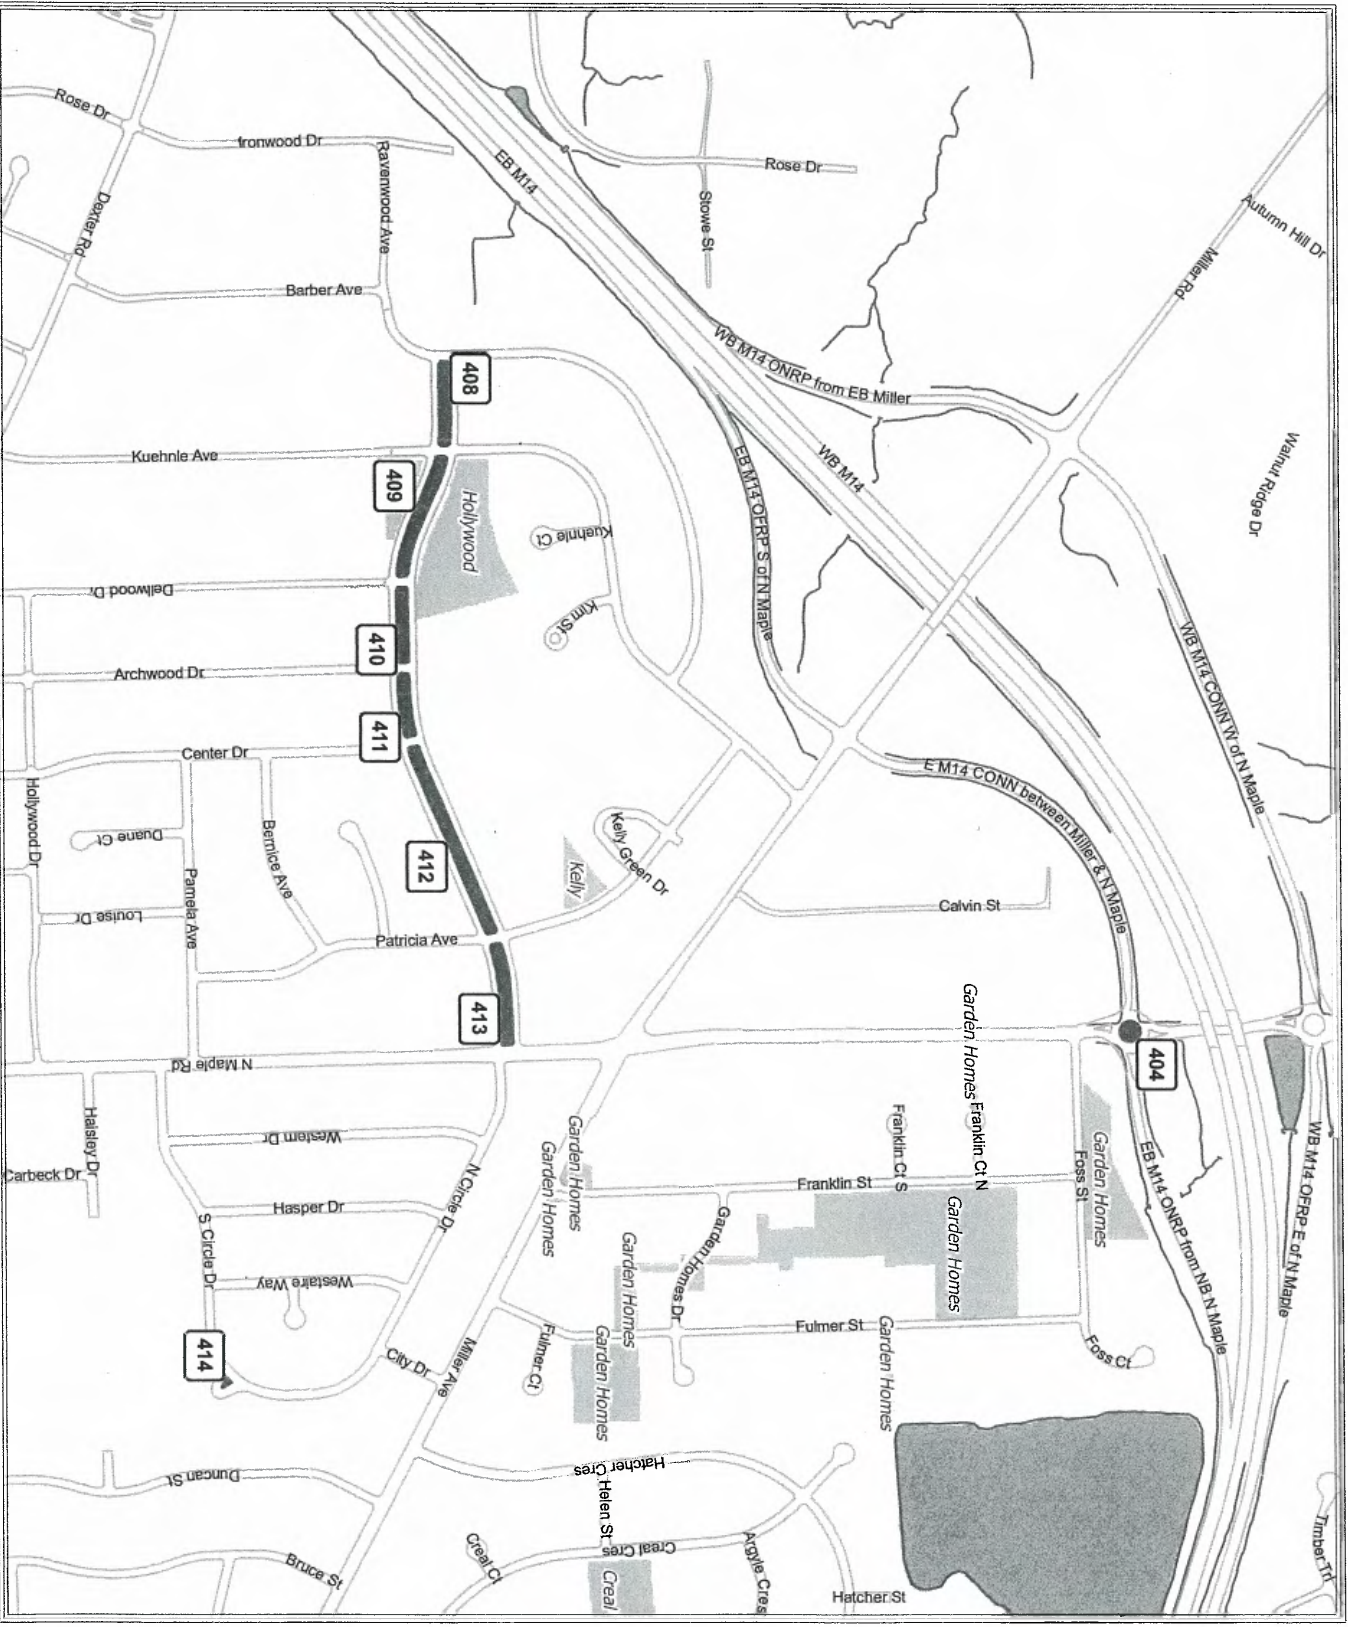 Rose Dr
Ironwood Dr
Ravenwood Ave
Dexter Rd
Barber Ave
EB M14
Rose Dr
Stowe St
Autumn Hill Dr
Miller Rd
WB M14 ONRP from EB Miller
WB M14
EB M14 OFRP S of N Maple
Walnut Ridge Dr
WB M14 CONN W of N Maple
408
Kuehnle Ave
409
Hollywood
Kuehnle Ct
Kim St
Dellwood Dr
410
Archwood Dr
411
Center Dr
Hollywood Dr
Duane Ct
Bernice Ave
Pamela Ave
Louise Dr
412
Kelly
Kelly Green Dr
Patricia Ave
Calvin St
E M14 CONN between Miller & N Maple
413
Garden Homes
404
N Maple Rd
Haisley Dr
Carbeck Dr
Western Dr
Hasper Dr
N Circle Dr
S Circle Dr
Westaire Way
414
City Dr
Miller Ave
Garden Homes
Garden Homes
Franklin St
Franklin Ct S
Franklin Ct N
Foss St
Garden Homes
Garden Homes
Garden Homes
Garden Homes Dr
Fulmer St
Fulmer Ct
Garden Homes
Garden Homes
Foss Ct
EB M14 ONRP from NB N Maple
WB M14 OFRP E of N Maple
Duncan St
Hatcher Cres
Helen St
Creal Cres
Creal Ct
Creal
Argyle Cres
Bruce St
Hatcher St
Timber Trl